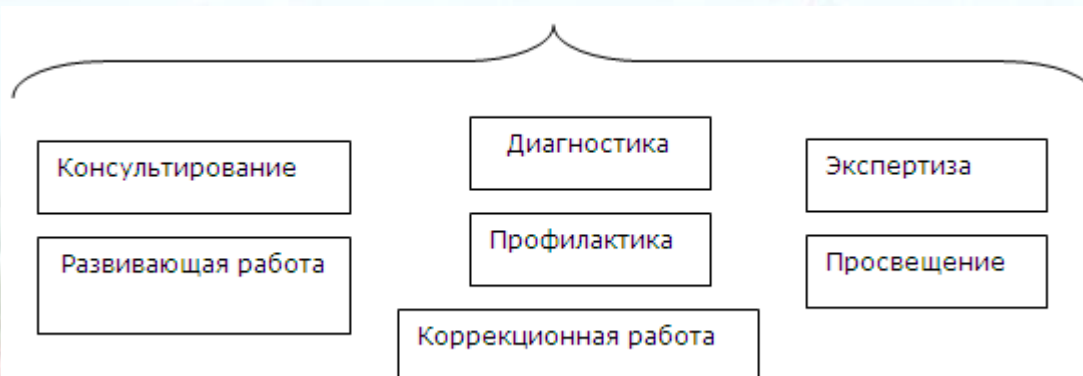 Консультирование
Диагностика
Экспертиза
Развивающая работа
Профилактика
Просвещение
Коррекционная работа